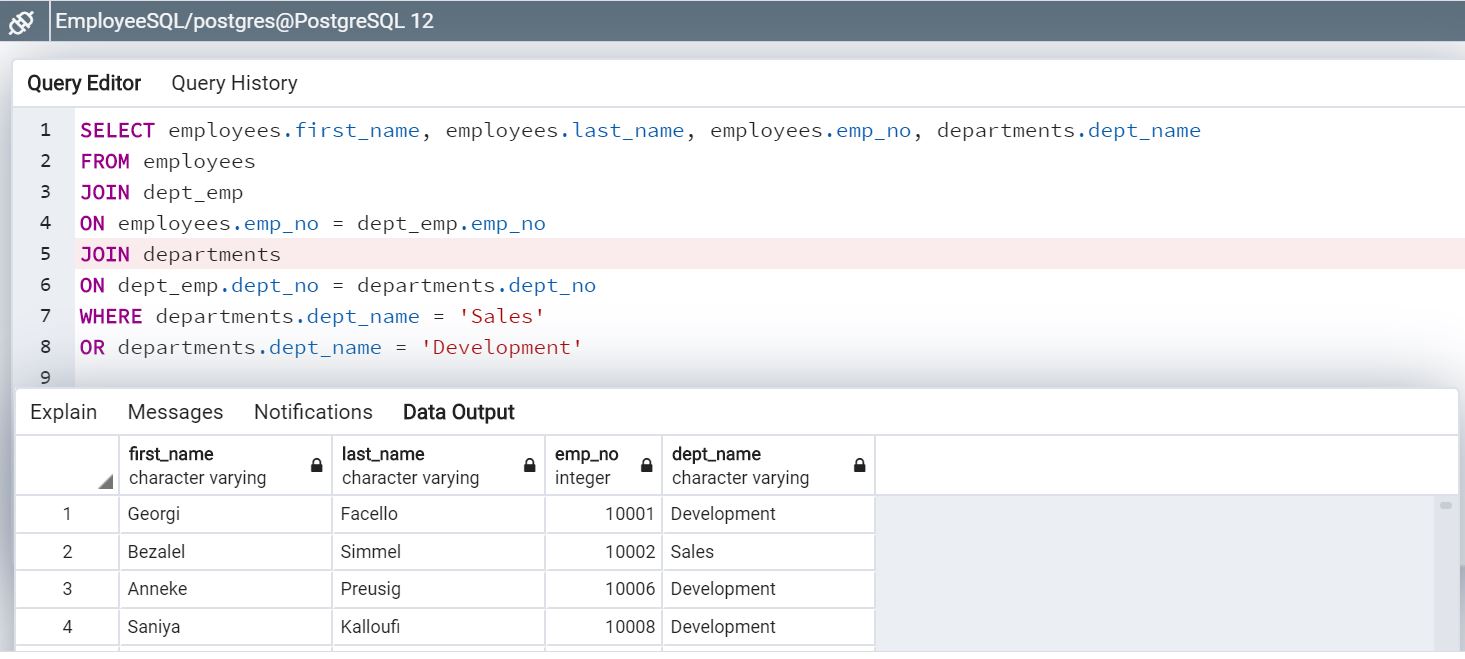 EmployeeSQL/postgres@PostgreSQL 12
Query Editor Query History
1 SELECT employees.first_name, employees.last_name, employees.emp_no, departments.dept_name
2 FROM employees
3 JOIN dept_emp
4 ON employees.emp_no = dept_emp.emp_no
5 JOIN departments
6 ON dept_emp.dept_no = departments.dept_no
7 WHERE departments.dept_name = 'Sales'
8 OR departments.dept_name = 'Development'
9
Explain Messages Notifications Data Output
first_name last_name emp_no dept_name
character varying character varying integer character varying
1 Georgi Facello 10001 Development
2 Bezalel Simmel 10002 Sales
3 Anneke Preusig 10006 Development
4 Saniya Kalloufi 10008 Development